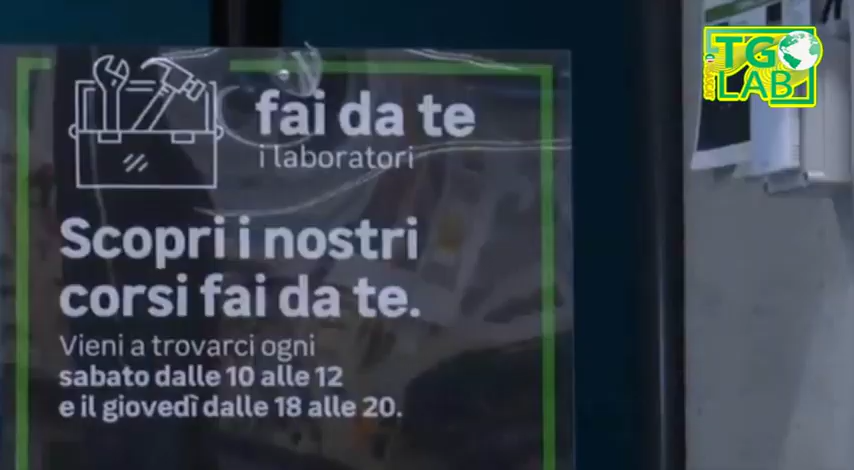 TG
LAB
fai da te
i laboratori
Scopri i nostri
corsi fai da te.
Vieni a trovarci ogni
sabato dalle 10 alle 12
e il giovedì dalle 18 alle 20.